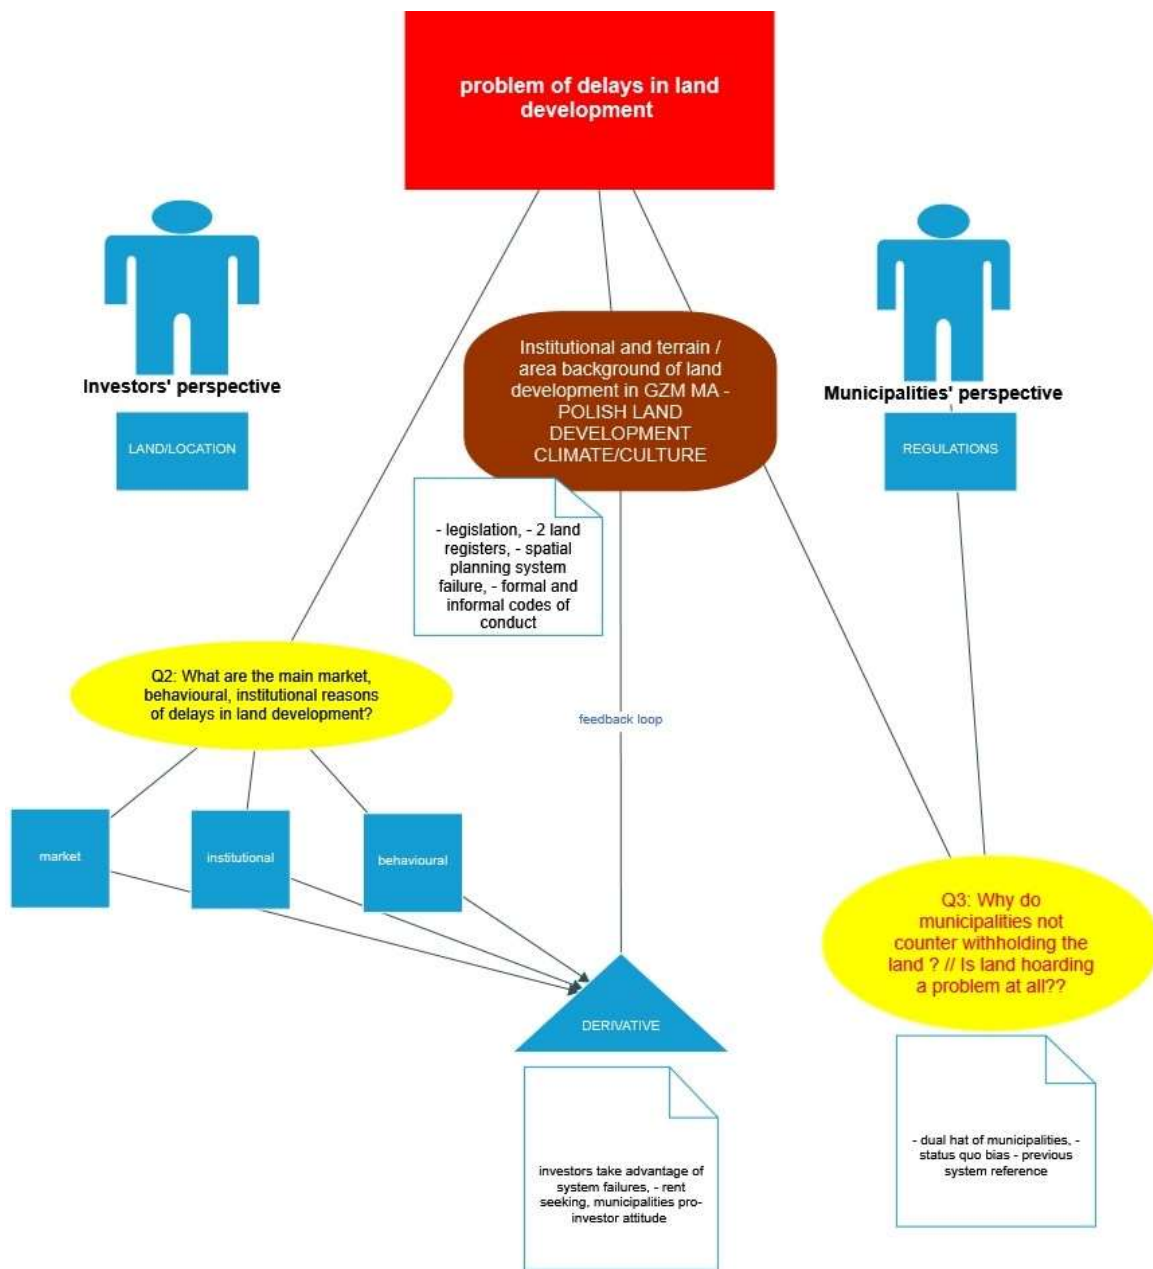 problem of delays in land
development
Investors' perspective
LAND/LOCATION
Institutional and terrain /
area background of land
development in GZM MA -
POLISH LAND
DEVELOPMENT
CLIMATE/CULTURE
Municipalities' perspective
REGULATIONS
- legislation, - 2 land
registers, - spatial
planning system
failure, - formal and
informal codes of
conduct
Q2: What are the main market,
behavioural, institutional reasons
of delays in land development?
feedback loop
market
institutional
behavioural
Q3: Why do
municipalities not
counter withholding the
land ? // Is land hoarding
a problem at all??
DERIVATIVE
investors take advantage of
system failures, - rent
seeking, municipalities pro-
investor attitude
- dual hat of municipalities, -
status quo bias - previous
system reference